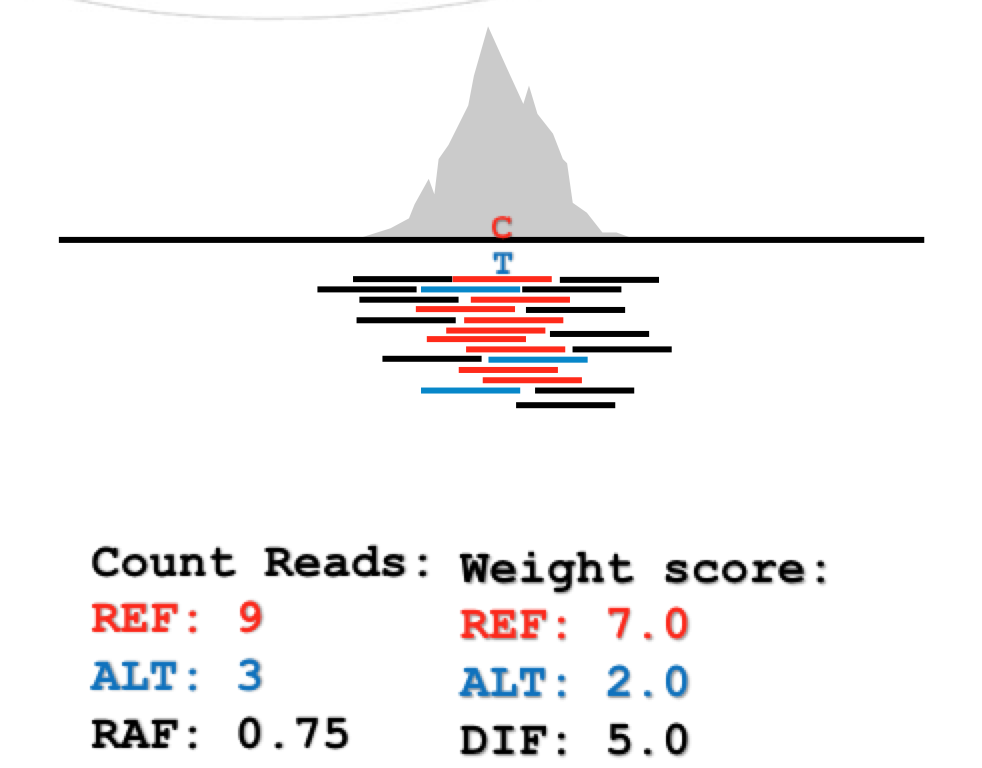 C
T
Count Reads:
REF: 9
ALT: 3
RAF: 0.75
Weight score:
REF: 7.0
ALT: 2.0
DIF: 5.0